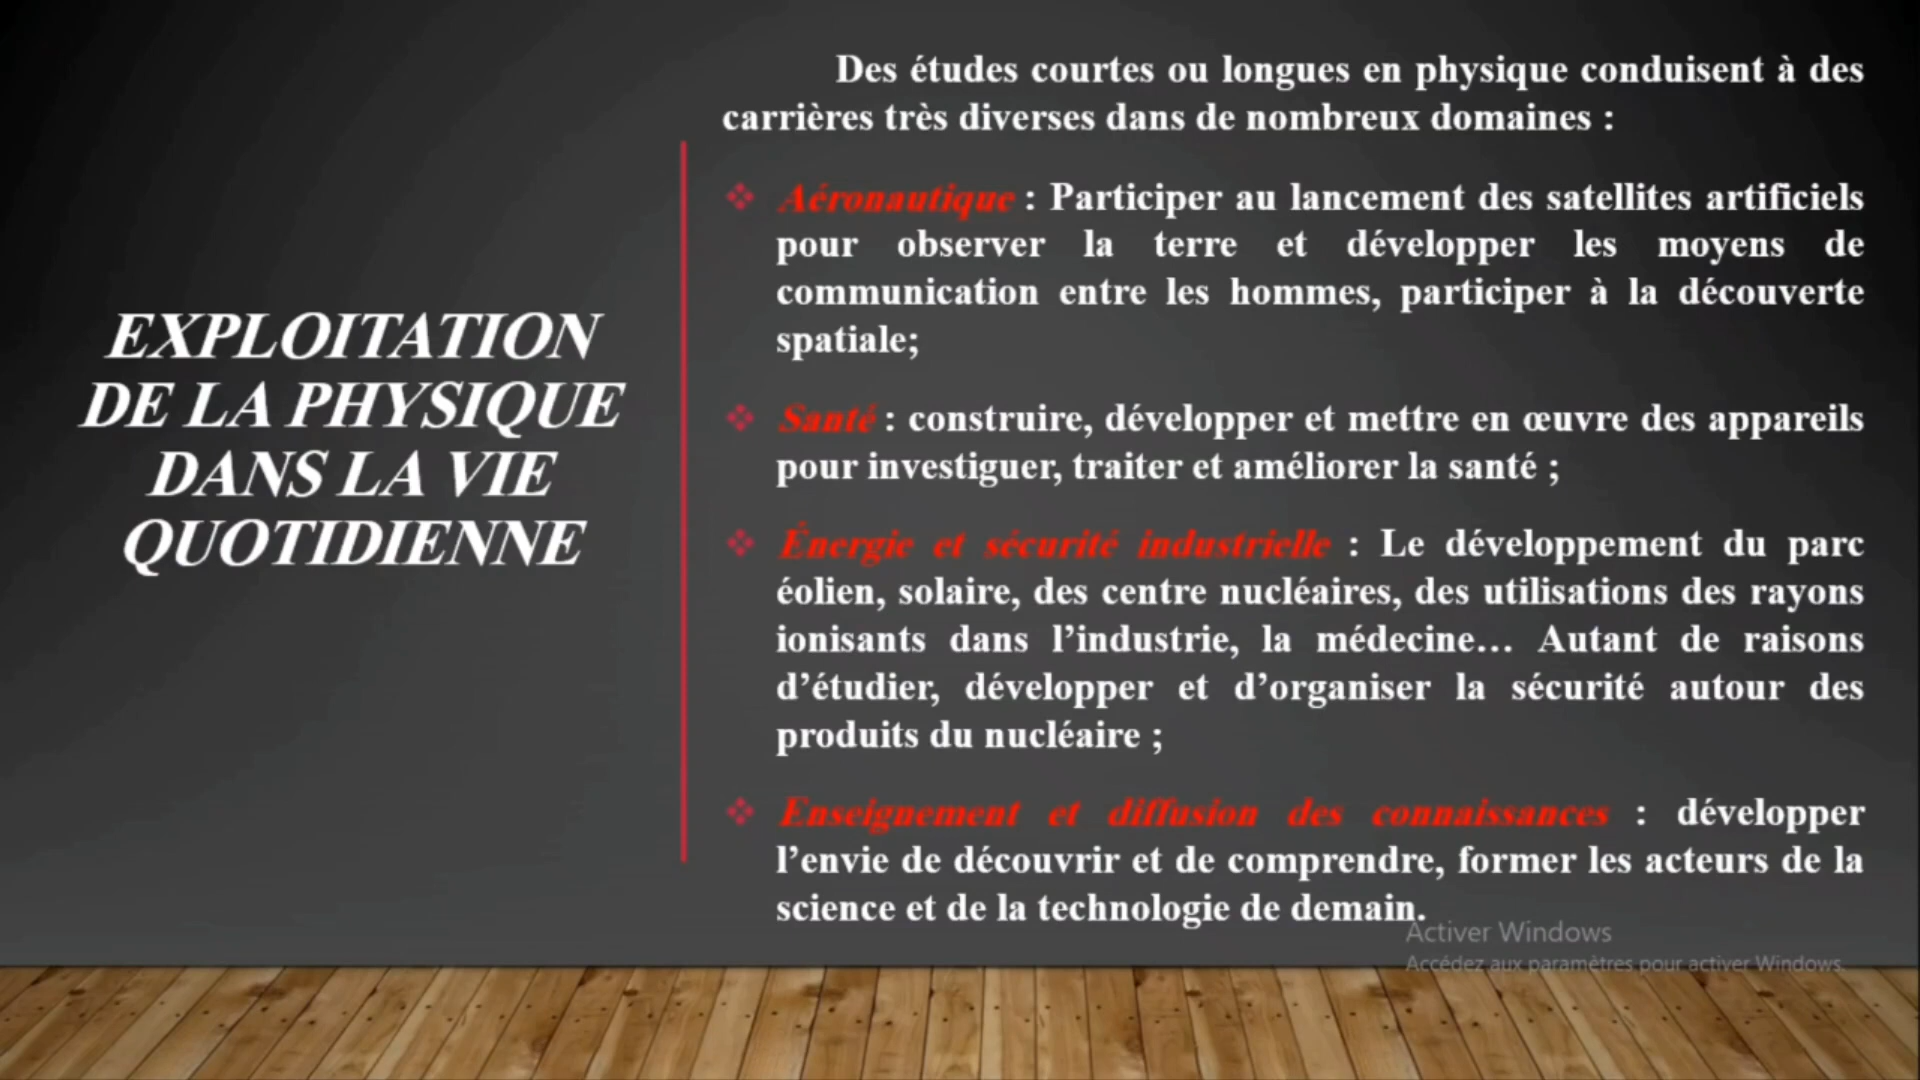 EXPLOITATION
DE LA PHYSIQUE
DANS LA VIE
QUOTIDIENNE
Des études courtes ou longues en physique conduisent à des
carrières très diverses dans de nombreux domaines :
❖ Aéronautique : Participer au lancement des satellites artificiels
pour observer la terre et développer les moyens de
communication entre les hommes, participer à la découverte
spatiale;
❖ Santé : construire, développer et mettre en œuvre des appareils
pour investiguer, traiter et améliorer la santé ;
❖ Énergie et sécurité industrielle : Le développement du parc
éolien, solaire, des centre nucléaires, des utilisations des rayons
ionisants dans l’industrie, la médecine… Autant de raisons
d’étudier, développer et d’organiser la sécurité autour des
produits du nucléaire ;
❖ Enseignement et diffusion des connaissances : développer
l’envie de découvrir et de comprendre, former les acteurs de la
science et de la technologie de demain.
Activer Windows
Accédez aux paramètres pour activer Windows.